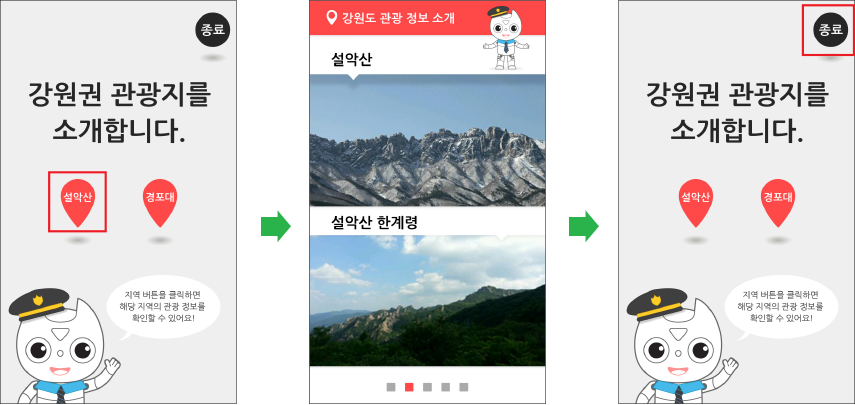 종료
강원권 관광지를
소개합니다.
설악산
경포대
지역 버튼을 클릭하면
해당 지역의 관광 정보를
확인할 수 있어요!
강원도 관광 정보 소개
설악산
설악산 한계령
종료
강원권 관광지를
소개합니다.
설악산
경포대
지역 버튼을 클릭하면
해당 지역의 관광 정보를
확인할 수 있어요!